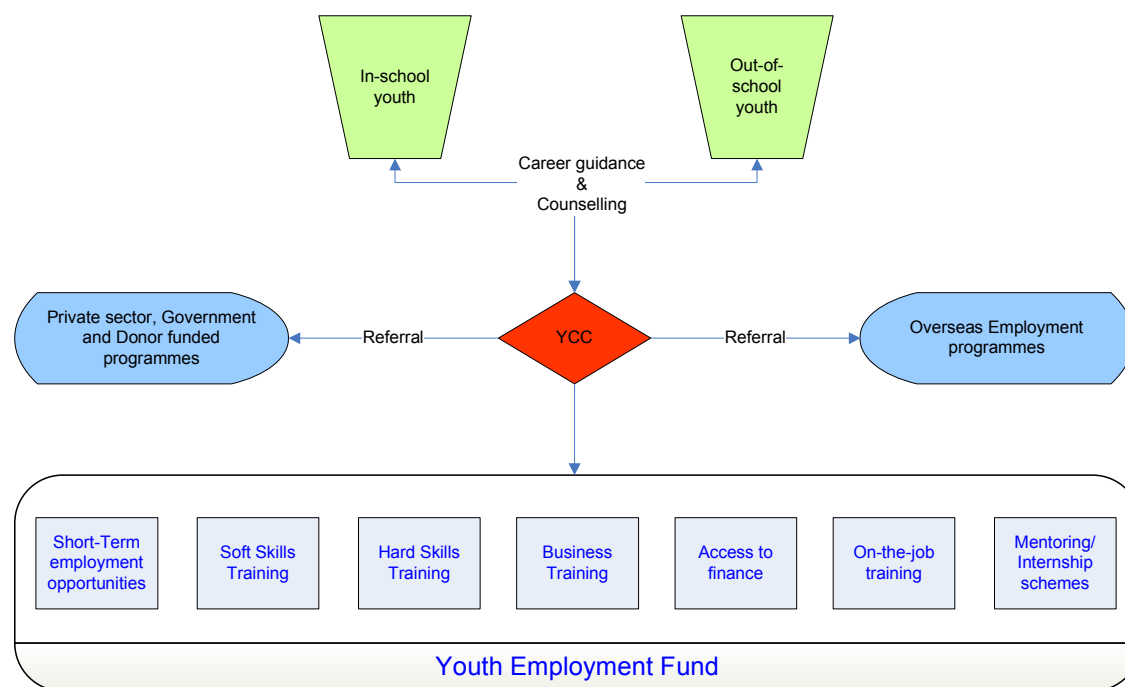 In-school
youth
Out-of-
school
youth
Career guidance
&
Counselling
Private sector, Government
and Donor funded
programmes
Referral
YCC
Referral
Overseas Employment
programmes
Short-Term
employment
opportunities
Soft Skills
Training
Hard Skills
Training
Business
Training
Access to
finance
On-the-job
training
Mentoring/
Internship
schemes
Youth Employment Fund